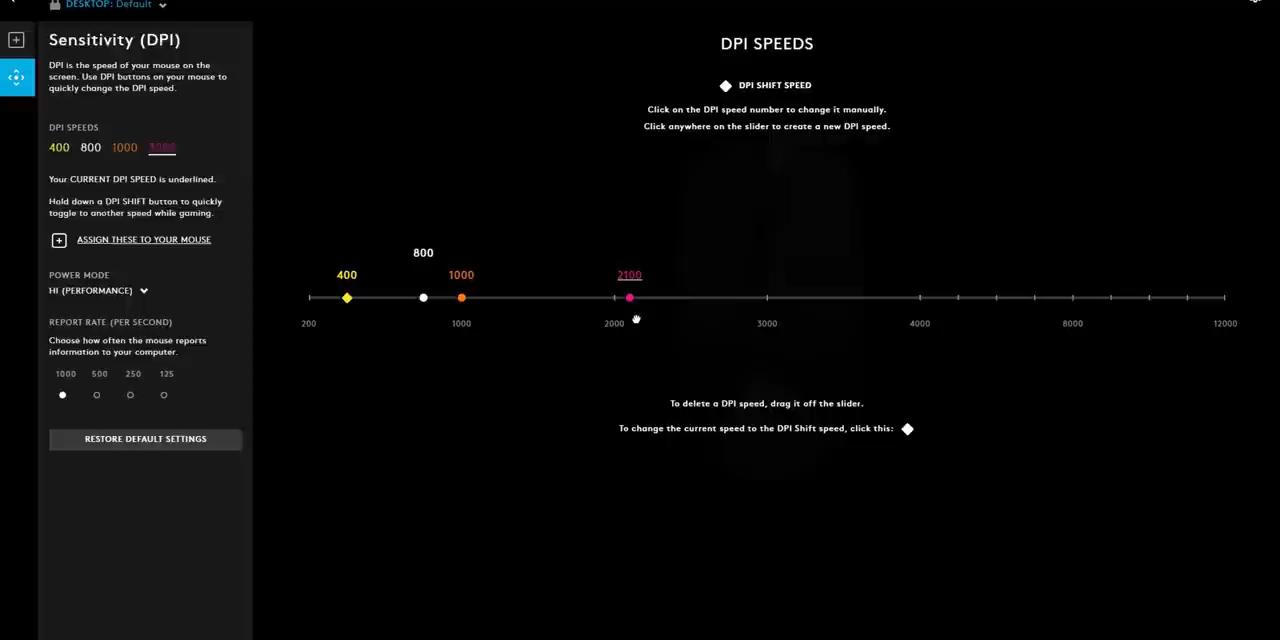 DESKTOP: Default
Sensitivity (DPI)
DPI is the speed of your mouse on the
screen. Use DPI buttons on your mouse to
quickly change the DPI speed.
DPI SPEEDS
400 800 1000
Your CURRENT DPI SPEED is underlined.
Hold down a DPI SHIFT button to quickly
toggle to another speed while gaming.
ASSIGN THESE TO YOUR MOUSE
POWER MODE
HI (PERFORMANCE)
REPORT RATE (PER SECOND)
Choose how often the mouse reports
information to your computer.
1000 500 250 125
RESTORE DEFAULT SETTINGS
DPI SPEEDS
DPI SHIFT SPEED
Click on the DPI speed number to change it manually.
Click anywhere on the slider to create a new DPI speed.
800
400 1000 2100
200 1000 2000 3000 4000 8000 12000
To delete a DPI speed, drag it off the slider.
To change the current speed to the DPI Shift speed, click this: